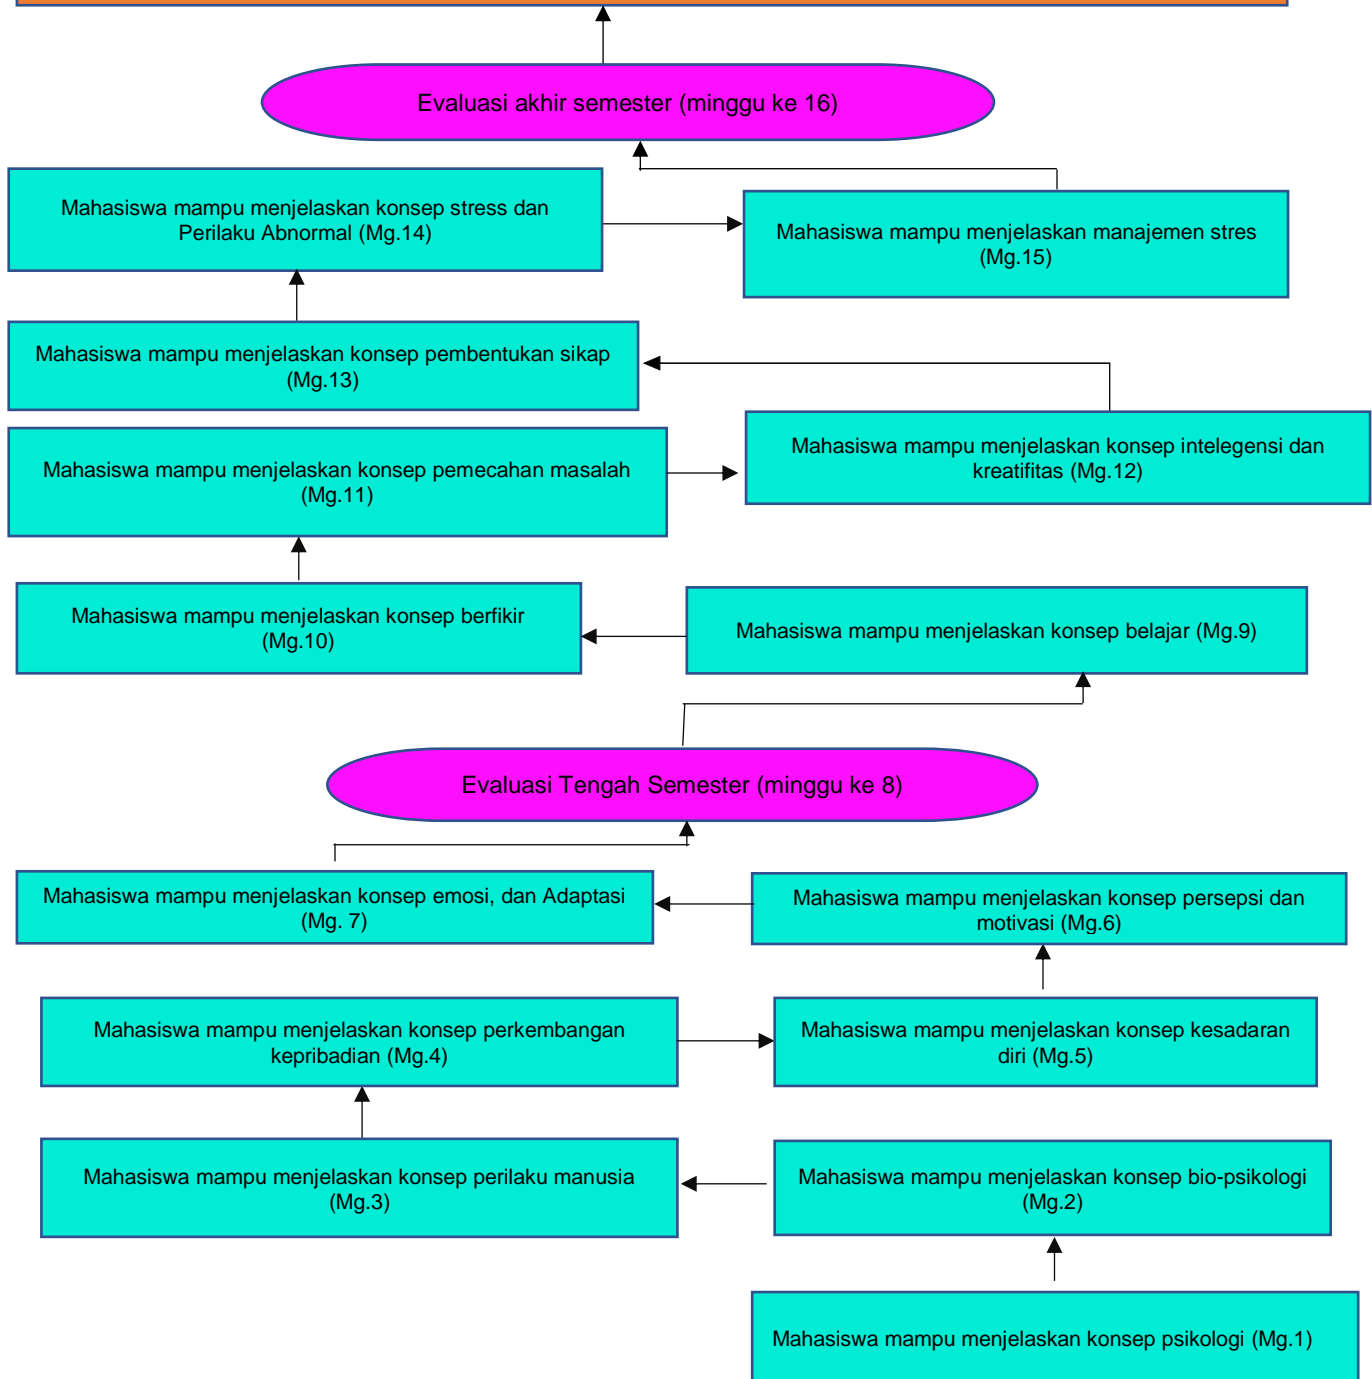 Evaluasi akhir semester (minggu ke 16)
Mahasiswa mampu menjelaskan konsep stress dan
Perilaku Abnormal (Mg.14)
Mahasiswa mampu menjelaskan manajemen stres
(Mg.15)
Mahasiswa mampu menjelaskan konsep pembentukan sikap
(Mg.13)
Mahasiswa mampu menjelaskan konsep pemecahan masalah
(Mg.11)
Mahasiswa mampu menjelaskan konsep intelegensi dan
kreatifitas (Mg.12)
Mahasiswa mampu menjelaskan konsep berfikir
(Mg.10)
Mahasiswa mampu menjelaskan konsep belajar (Mg.9)
Evaluasi Tengah Semester (minggu ke 8)
Mahasiswa mampu menjelaskan konsep emosi, dan Adaptasi
(Mg. 7)
Mahasiswa mampu menjelaskan konsep persepsi dan
motivasi (Mg.6)
Mahasiswa mampu menjelaskan konsep perkembangan
kepribadian (Mg.4)
Mahasiswa mampu menjelaskan konsep kesadaran
diri (Mg.5)
Mahasiswa mampu menjelaskan konsep perilaku manusia
(Mg.3)
Mahasiswa mampu menjelaskan konsep bio-psikologi
(Mg.2)
Mahasiswa mampu menjelaskan konsep psikologi (Mg.1)